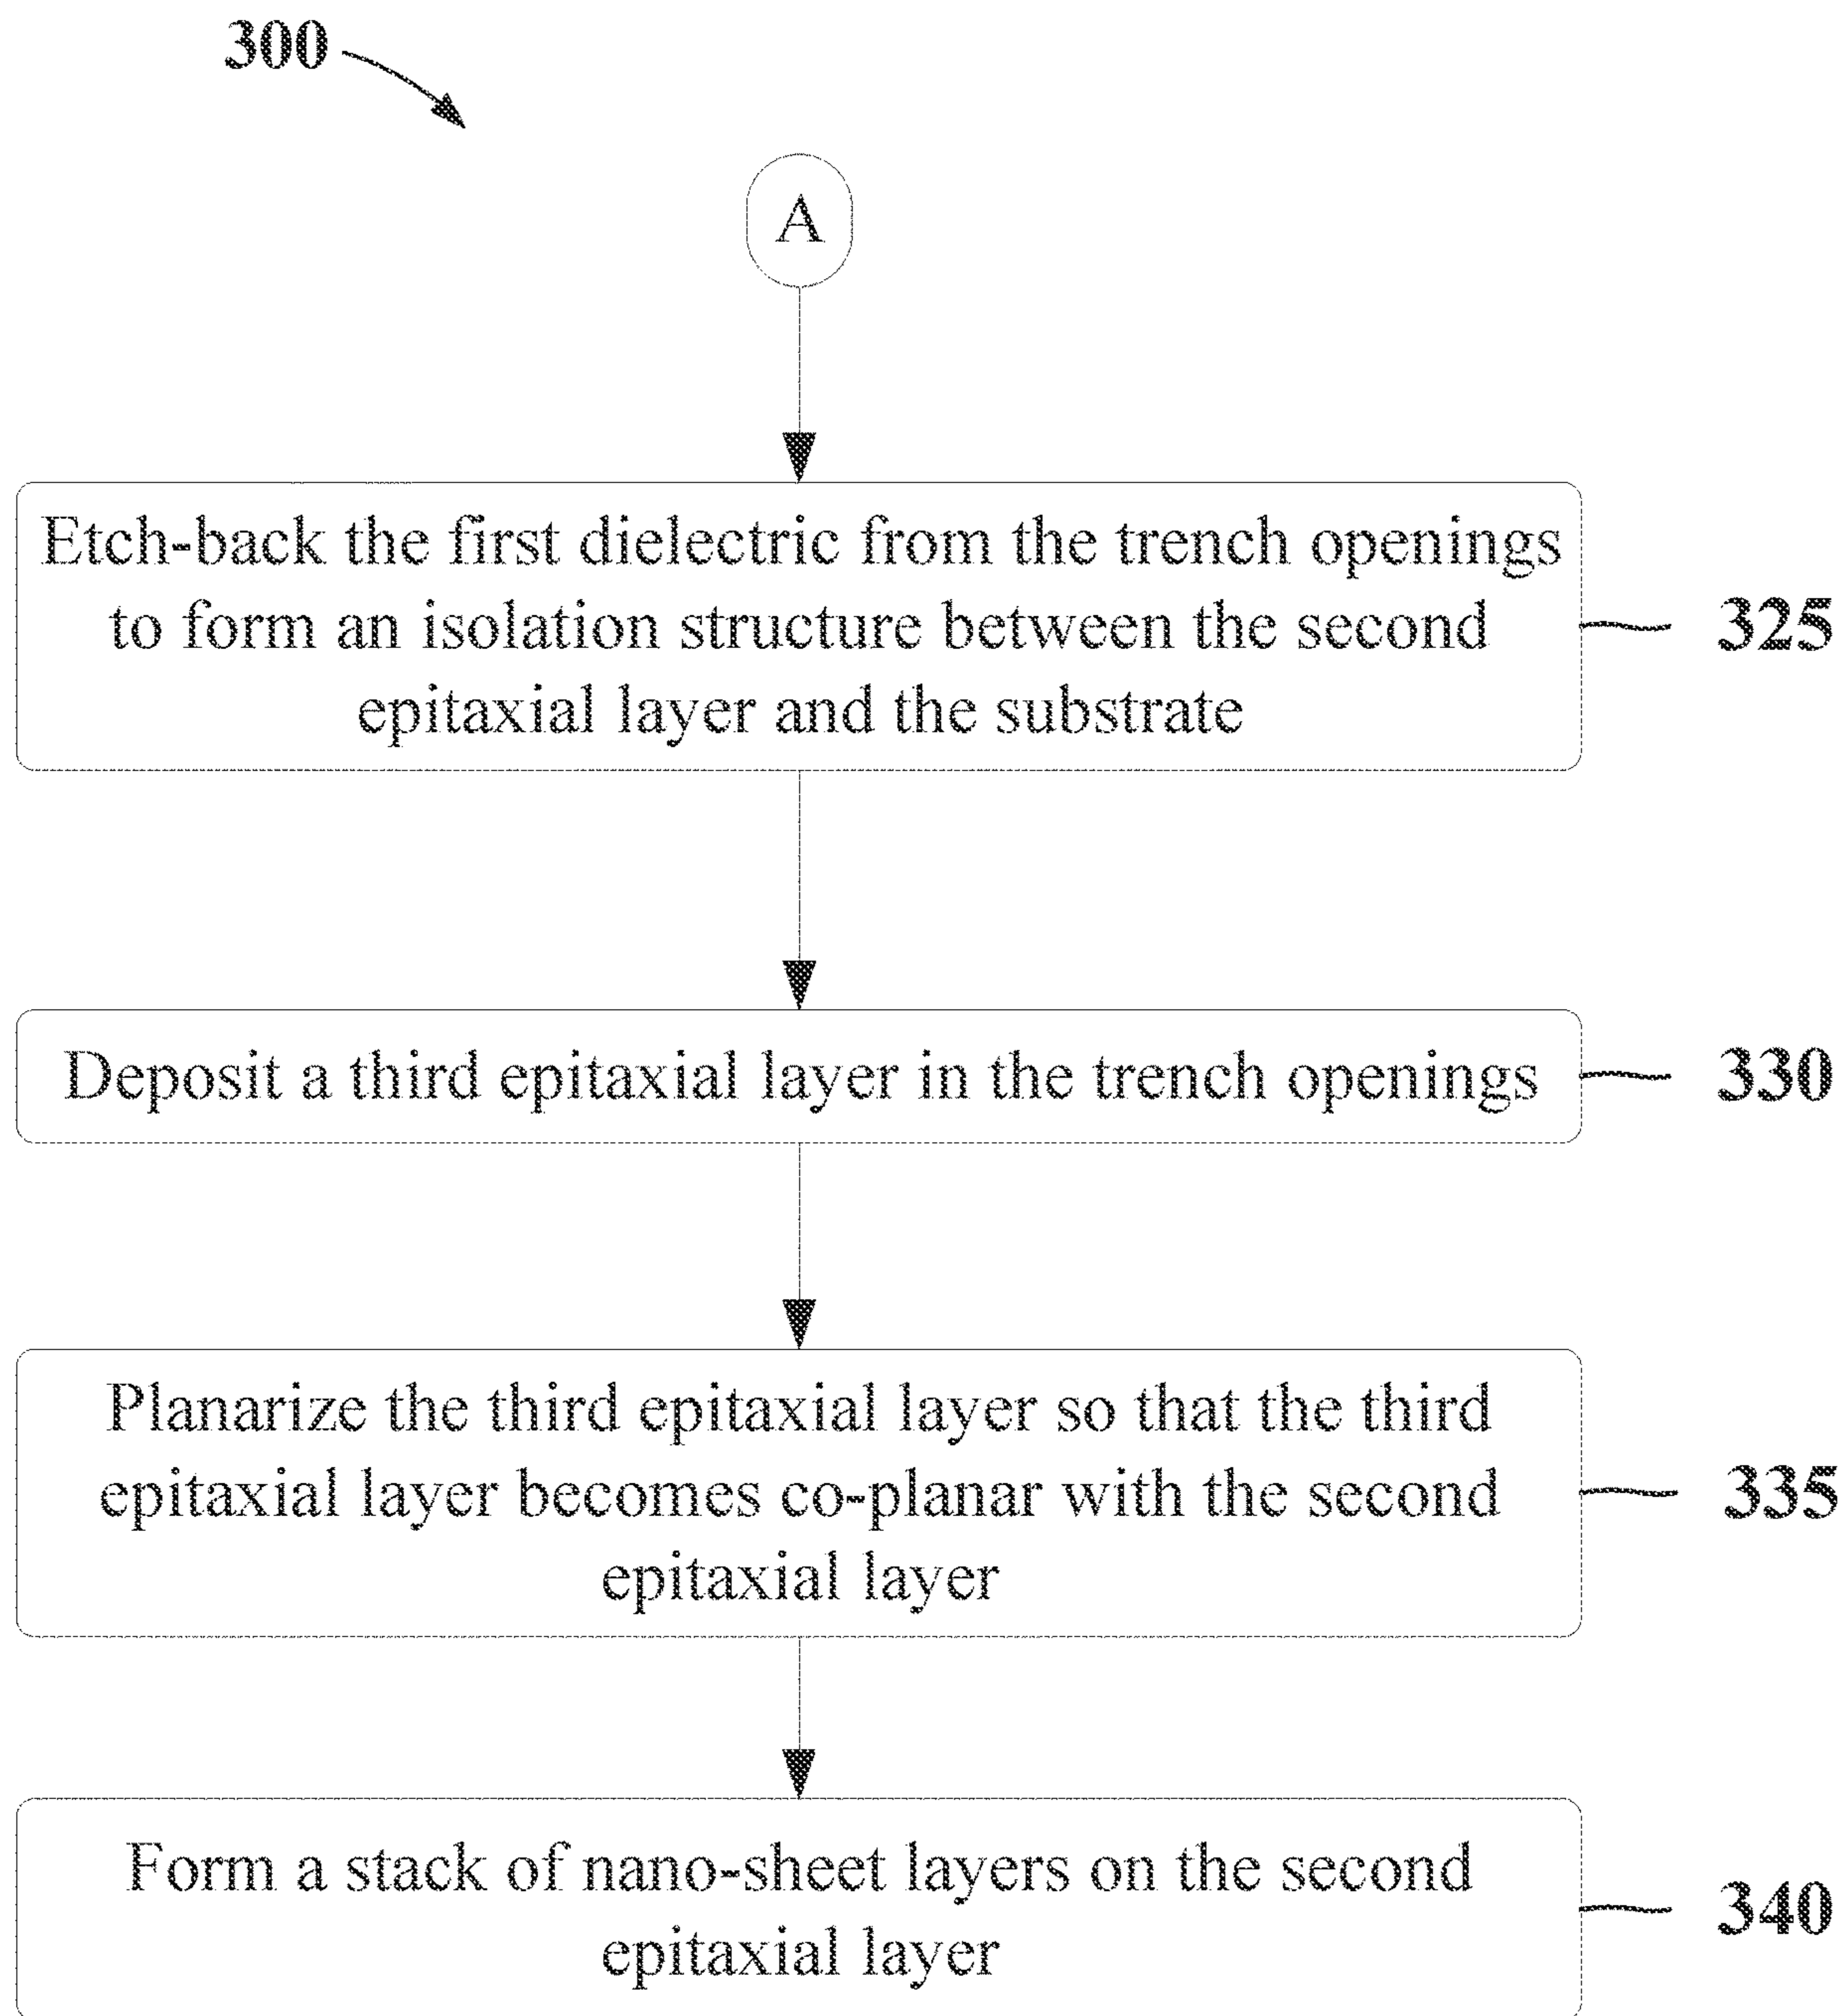 300
A
Etch-back the first dielectric from the trench openings
to form an isolation structure between the second
epitaxial layer and the substrate
325
Deposit a third epitaxial layer in the trench openings
330
Planarize the third epitaxial layer so that the third
epitaxial layer becomes co-planar with the second
epitaxial layer
335
Form a stack of nano-sheet layers on the second
epitaxial layer
340